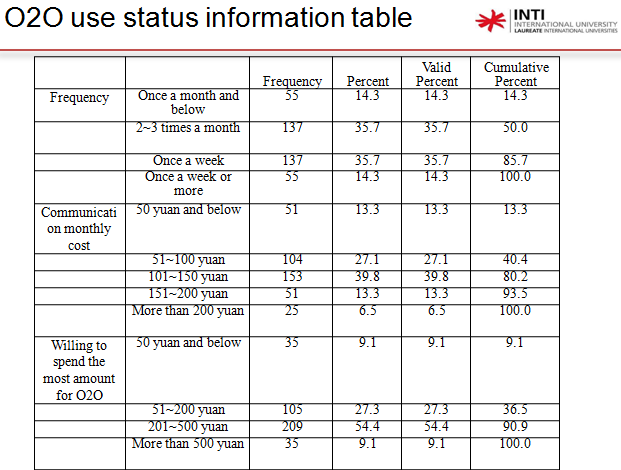 O2O use status information table
INTI
INTERNATIONAL UNIVERSITY
LAUREATE INTERNATIONAL UNIVERSITIES
Frequency Percent Valid Percent Cumulative Percent
Frequency Once a month and below 55 14.3 14.3 14.3
2~3 times a month 137 35.7 35.7 50.0
Once a week 137 35.7 35.7 85.7
Once a week or more 55 14.3 14.3 100.0
Communicati on monthly cost 50 yuan and below 51 13.3 13.3 13.3
51~100 yuan 104 27.1 27.1 40.4
101~150 yuan 153 39.8 39.8 80.2
151~200 yuan 51 13.3 13.3 93.5
More than 200 yuan 25 6.5 6.5 100.0
Willing to spend the most amount for O2O 50 yuan and below 35 9.1 9.1 9.1
51~200 yuan 105 27.3 27.3 36.5
201~500 yuan 209 54.4 54.4 90.9
More than 500 yuan 35 9.1 9.1 100.0